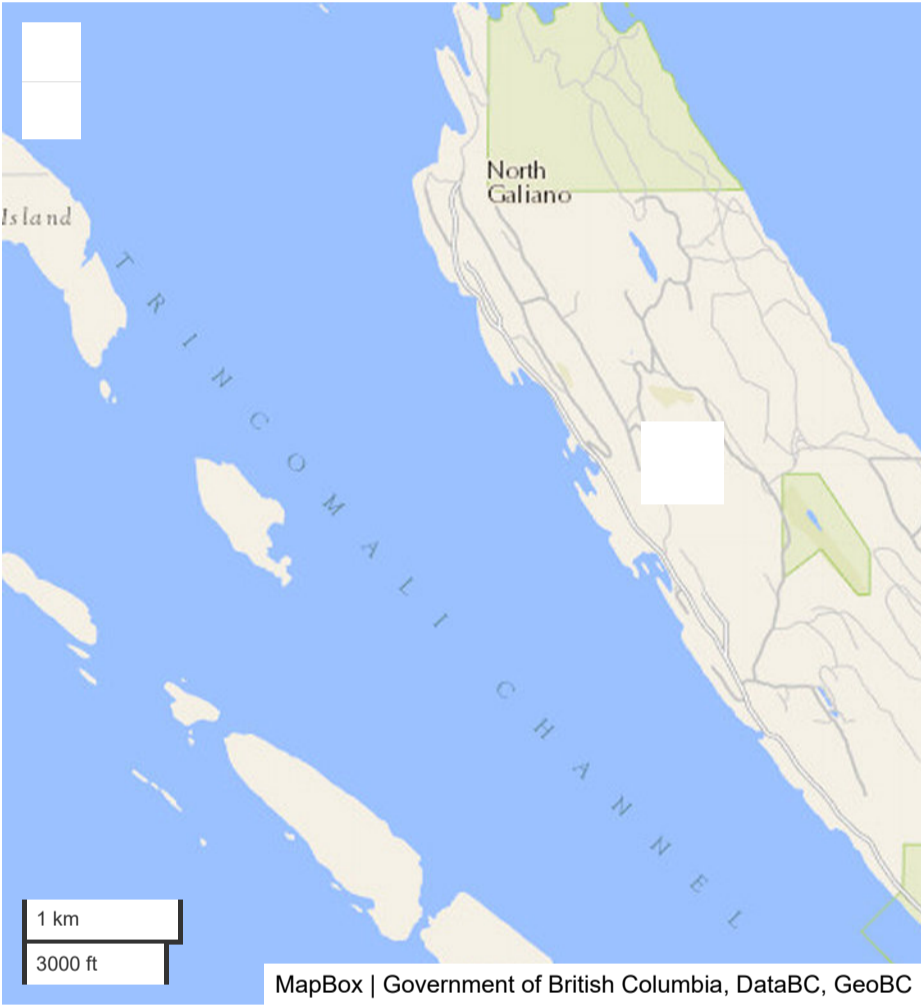 North
Galiano
Island
TRINCOMALI CHANNEL
1 km
3000 ft
MapBox | Government of British Columbia, DataBC, GeoBC